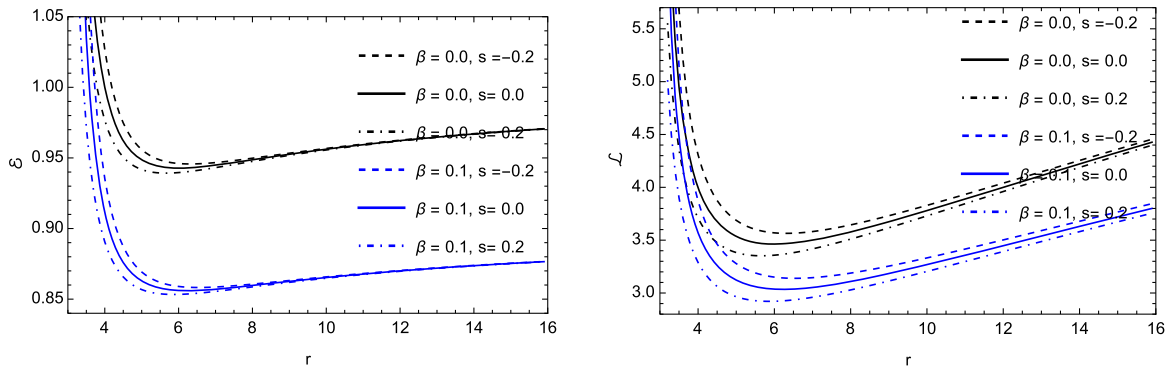 1.05
1.00
0.95
0.90
0.85
ℰ
4 6 8 10 12 14 16
r
β = 0.0, s =−0.2
β = 0.0, s= 0.0
β = 0.0, s= 0.2
β = 0.1, s =−0.2
β = 0.1, s= 0.0
β = 0.1, s= 0.2
5.5
5.0
4.5
4.0
3.5
3.0
ℒ
4 6 8 10 12 14 16
r
β = 0.0, s =−0.2
β = 0.0, s= 0.0
β = 0.0, s= 0.2
β = 0.1, s =−0.2
β = 0.1, s= 0.0
β = 0.1, s= 0.2